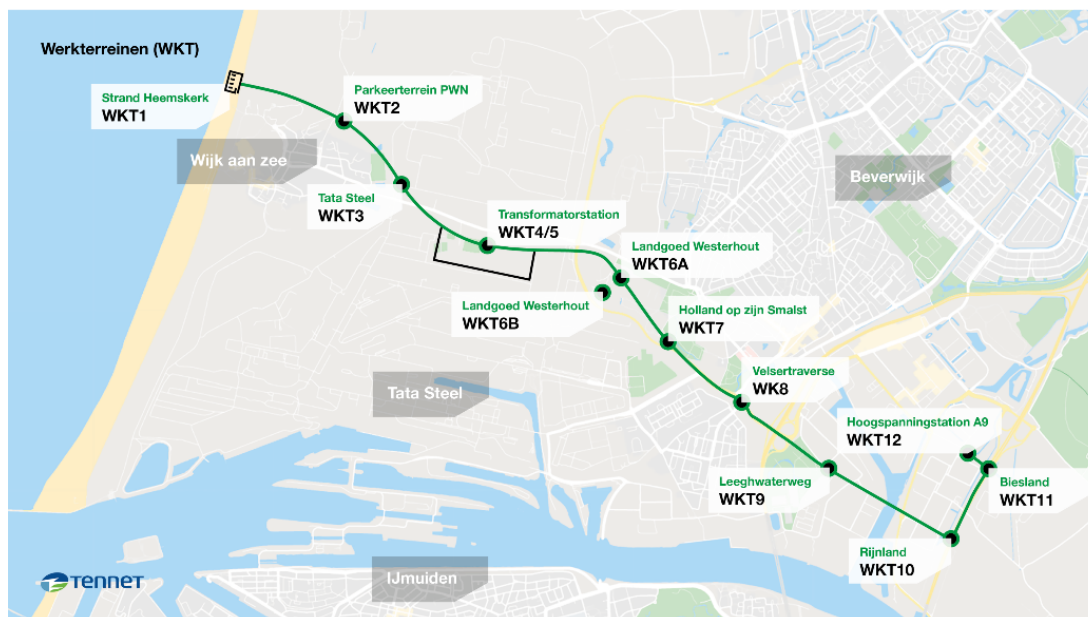 Werkterreinen (WKT)
Strand Heemskerk
WKT1
Parkeerterrein PWN
WKT2
Wijk aan zee
Beverwijk
Tata Steel
WKT3
Transformatorstation
WKT4/5
Landgoed Westerhout
WKT6A
Landgoed Westerhout
WKT6B
Holland op zijn Smalst
WKT7
Velsertraverse
WK8
Tata Steel
Hoogspanningstation A9
WKT12
Leeghwaterweg
WKT9
Biesland
WKT11
Rijnland
WKT10
IJmuiden
TENNET